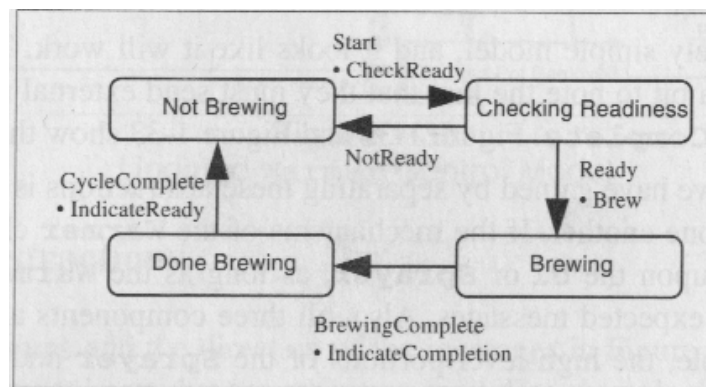 Start
• CheckReady
Not Brewing
Checking Readiness
NotReady
CycleComplete
• IndicateReady
Ready
• Brew
Done Brewing
Brewing
BrewingComplete
• IndicateCompletion